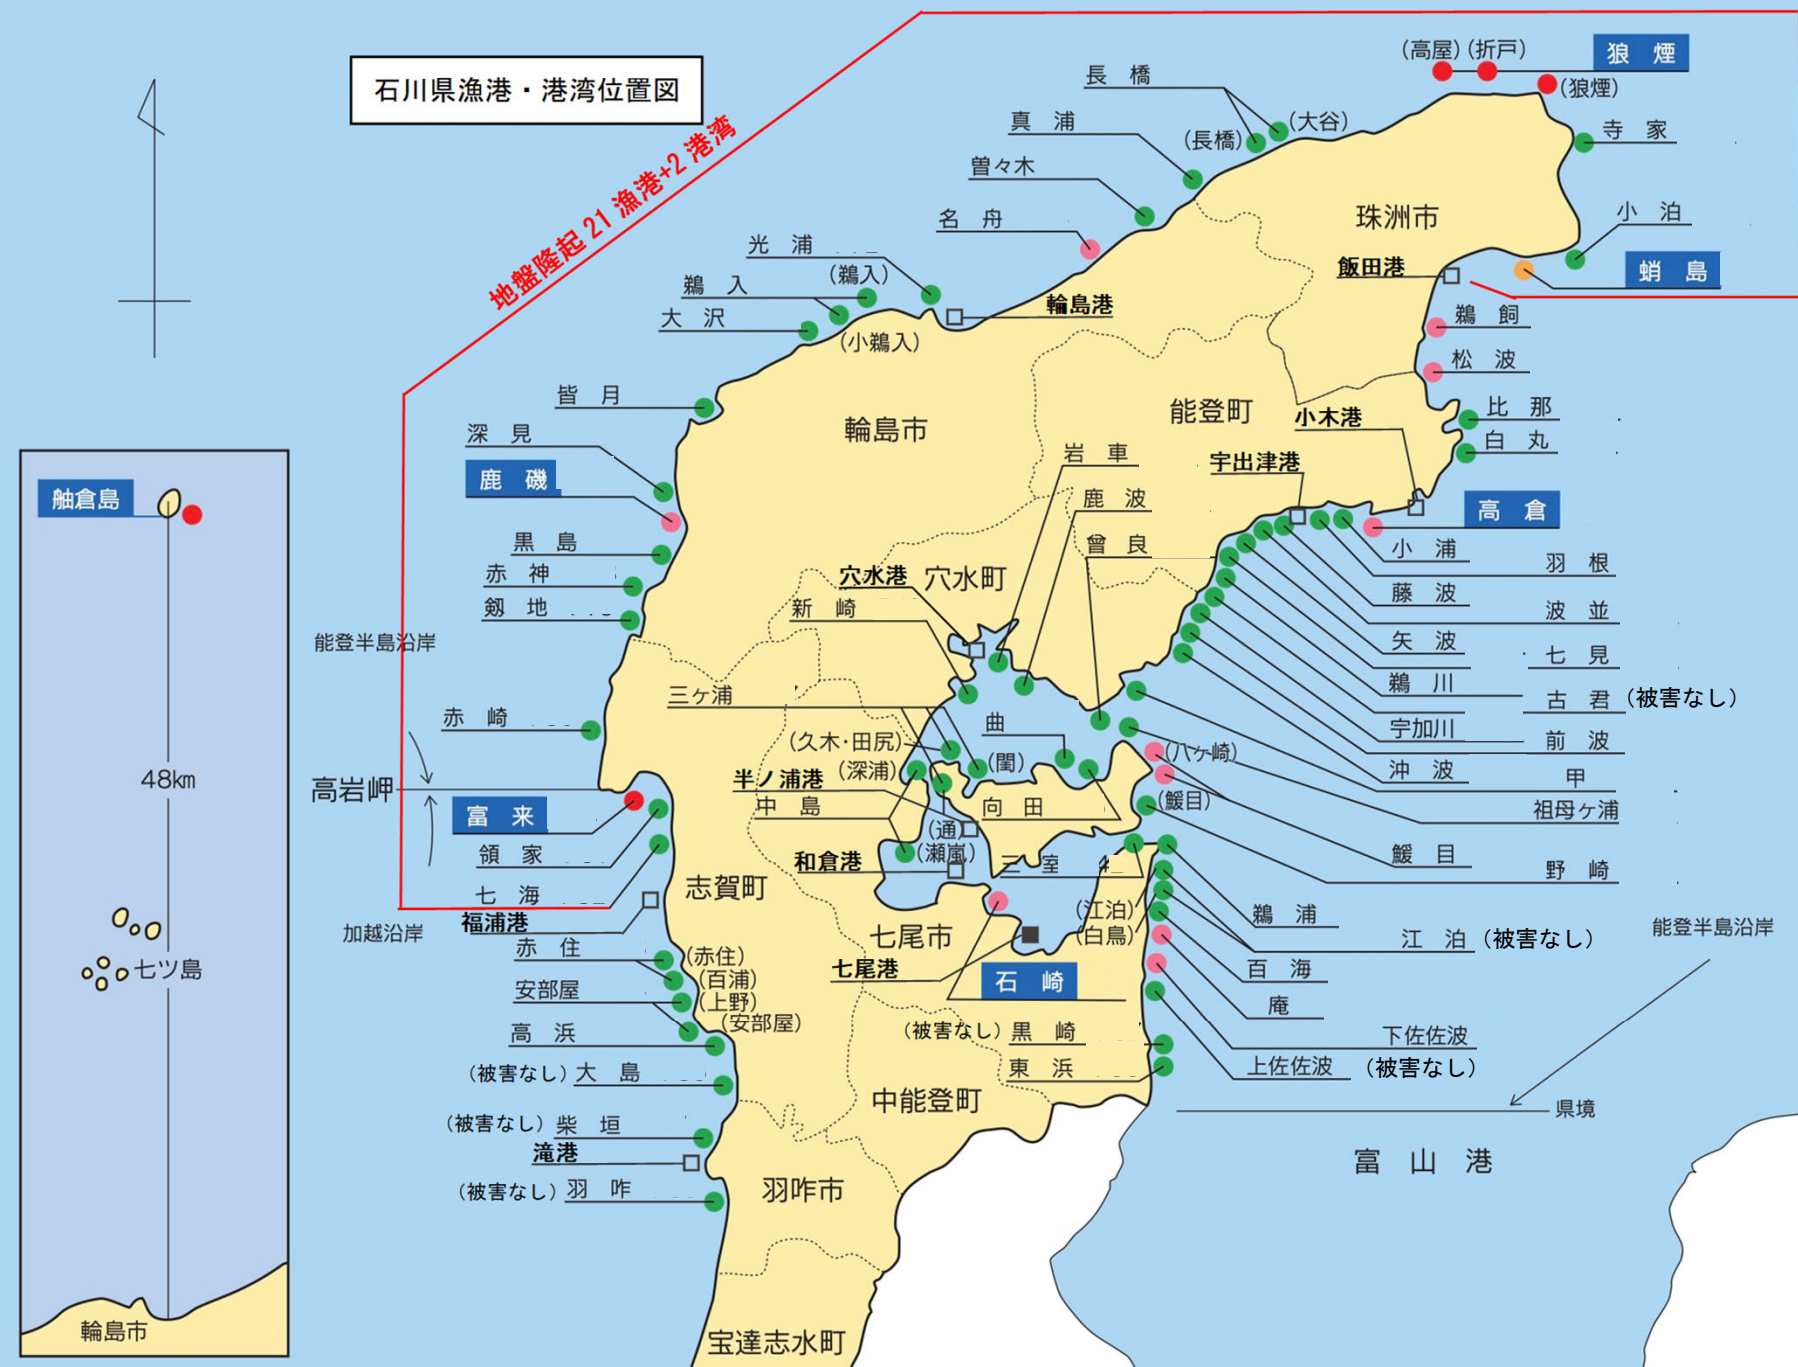 石川県漁港・港湾位置図
地盤隆起 21 漁港+2 港湾
(高屋)
(折戸)
狼 煙
(狼煙)
長 橋
(大谷)
(長橋)
真 浦
寺 家
曽々木
名 舟
珠洲市
小 泊
光 浦
(鵜入)
鵜 入
大 沢
(小鵜入)
輪島港
飯田港
蛸 島
鵜 飼
松 波
皆 月
輪島市
能登町
小木港
比 那
白 丸
深 見
鹿 磯
岩 車
宇出津港
鹿 波
高 倉
舳倉島
黒 島
曾 良
小 浦
羽 根
赤 神
穴水港
穴水町
藤 波
波 並
剱 地
新 崎
矢 波
七 見
能登半島沿岸
鵜 川
古 君
(被害なし)
三ヶ浦
赤 崎
曲
宇加川
前 波
(久木・田尻)
(八ケ崎)
(深浦)
(閨)
沖 波
甲
48km
高岩岬
半ノ浦港
中 島
向 田
(鰀目)
祖母ヶ浦
富 来
(通)
領 家
(瀬嵐)
和倉港
三 室
鰀 目
野 崎
七 海
志賀町
福浦港
(江泊)
鵜 浦
加越沿岸
七尾市
(白鳥)
江 泊
(被害なし)
能登半島沿岸
赤 住
(赤住)
七尾港
百 海
七ツ島
(百浦)
石 崎
安部屋
(上野)
庵
(安部屋)
高 浜
(被害なし)
黒 崎
下佐佐波
東 浜
上佐佐波
(被害なし)
(被害なし)
大 島
中能登町
県境
(被害なし)
柴 垣
滝港
富 山 港
(被害なし)
羽 咋
羽咋市
輪島市
宝達志水町